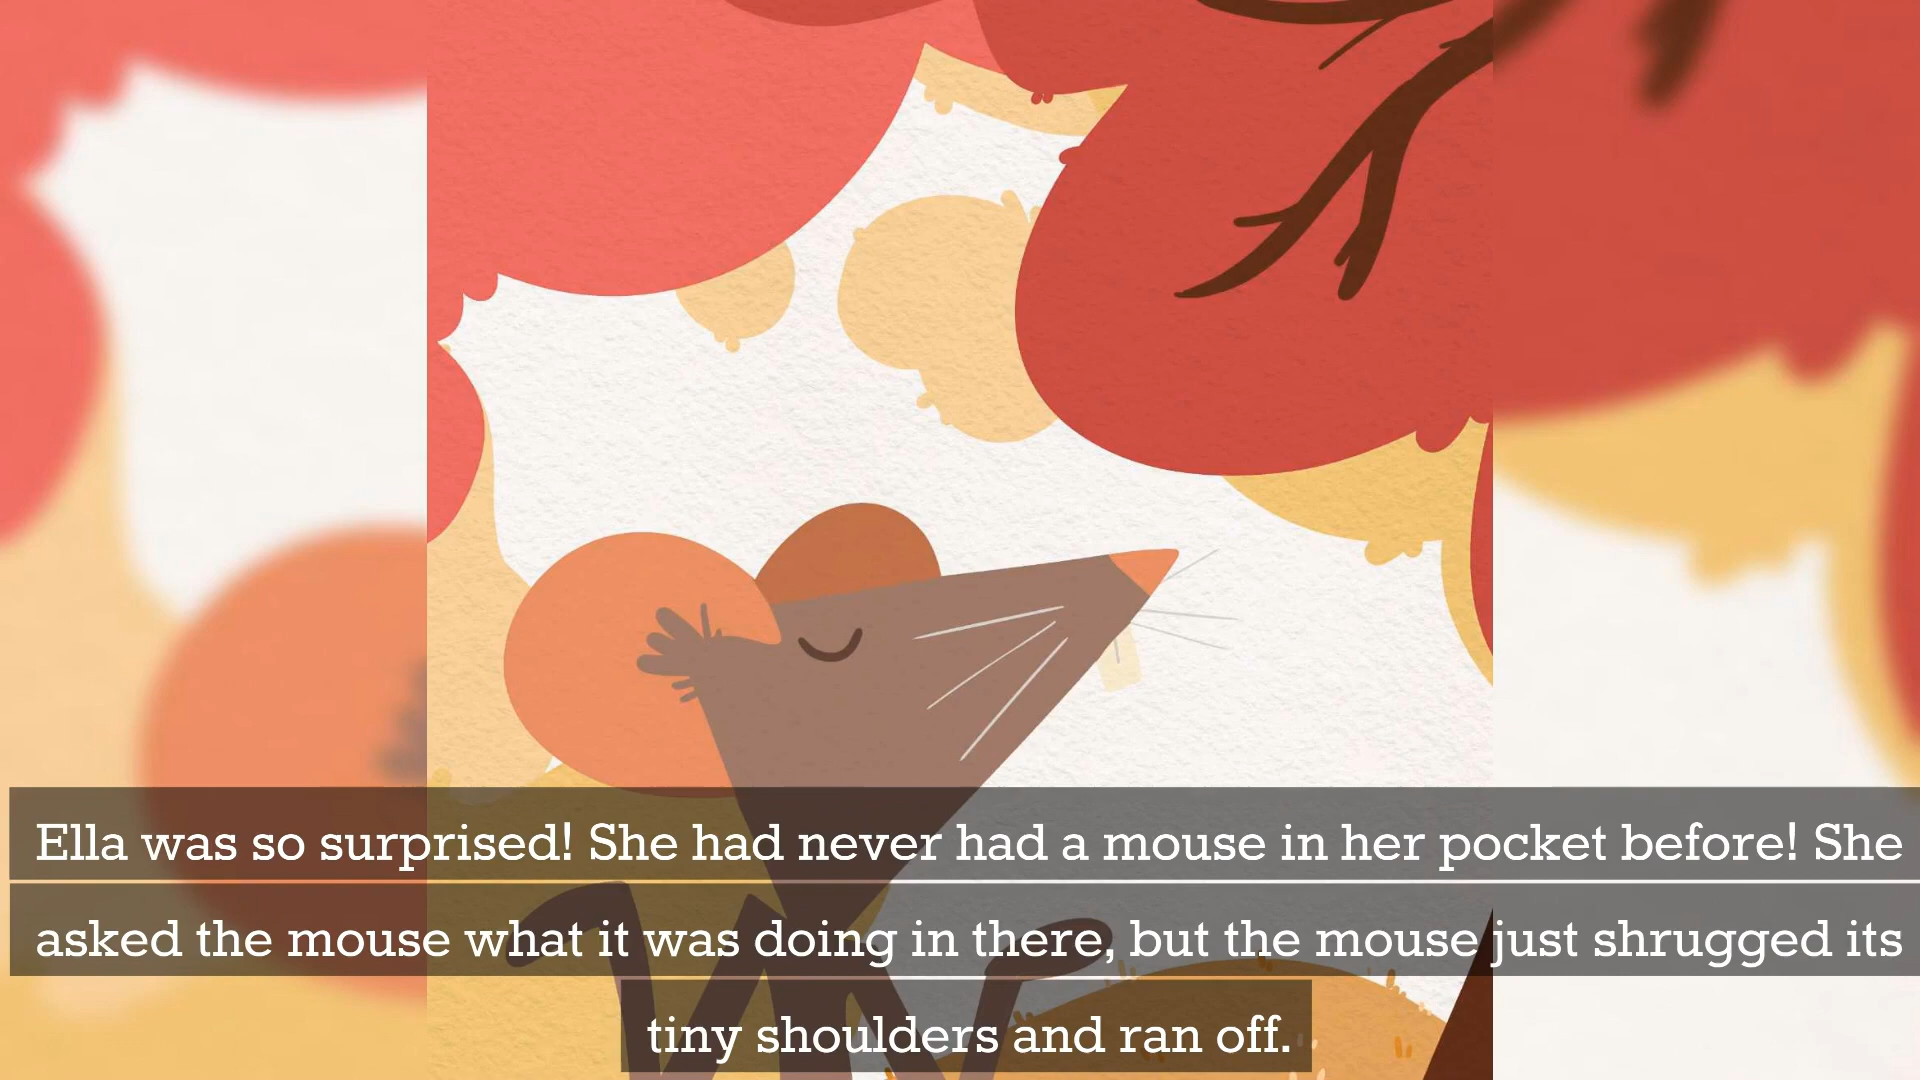 Ella was so surprised! She had never had a mouse in her pocket before! She
asked the mouse what it was doing in there, but the mouse just shrugged its
tiny shoulders and ran off.